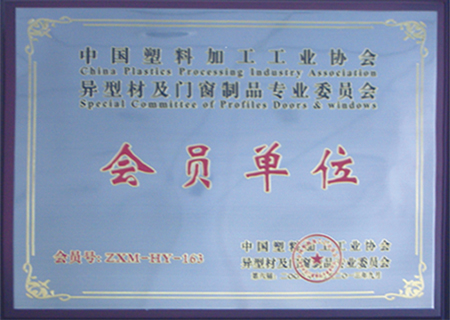 中国塑料加工工业协会
China Plastics Processing Industry Association
异型材及门窗制品专业委员会
Special Committee of Profiles Doors & windows
会员单位
会员号: ZXM-HY-163
中国塑料加工工业协会
异型材及门窗制品专业委员会